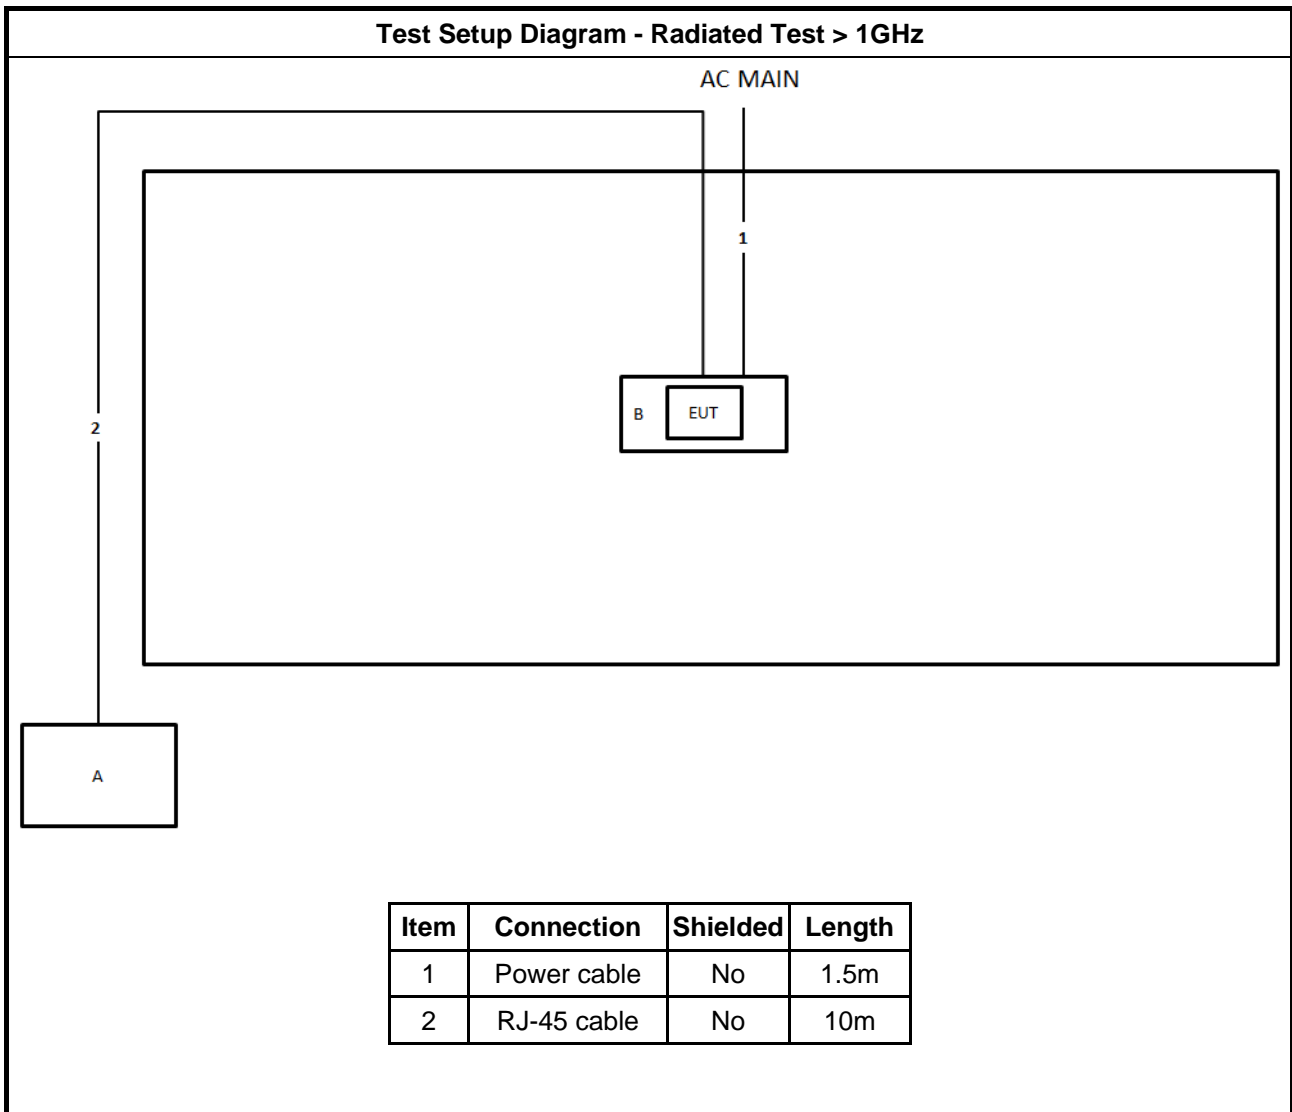 Test Setup Diagram - Radiated Test > 1GHz
AC MAIN
1
B EUT
2
A
Item Connection Shielded Length
1 Power cable No 1.5m
2 RJ-45 cable No 10m